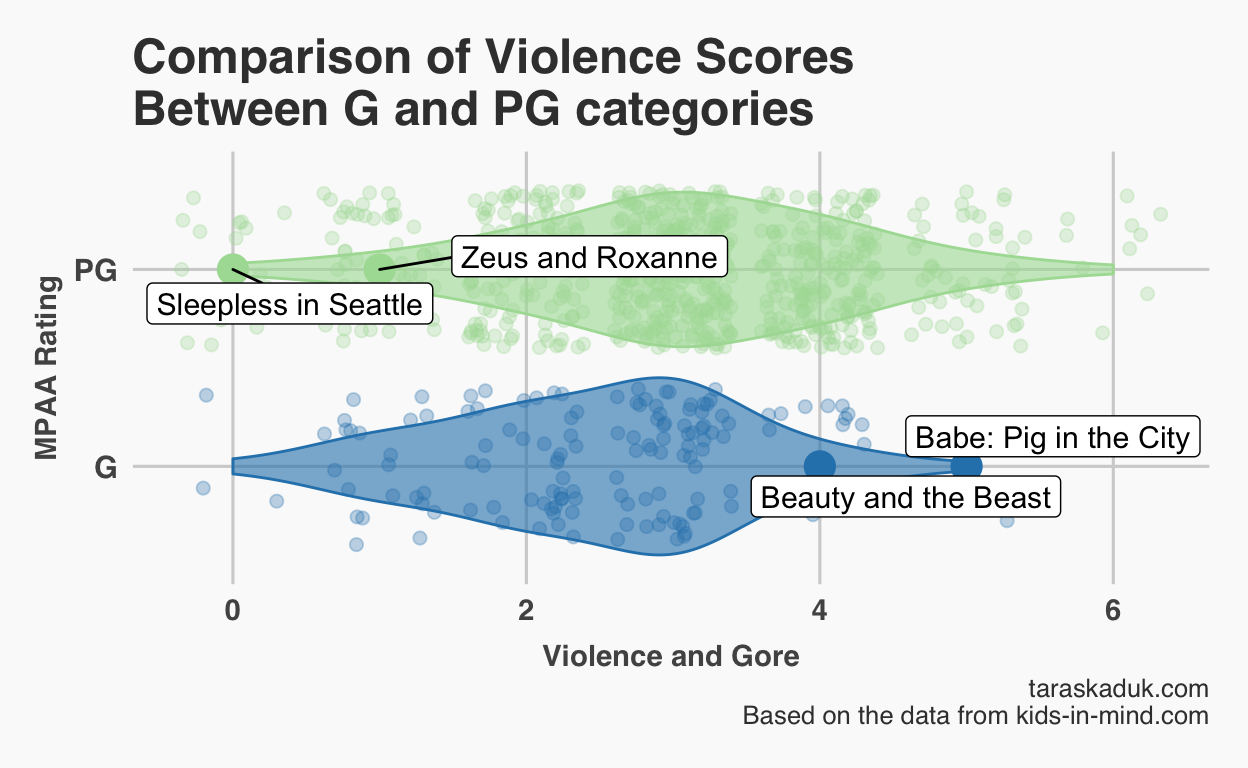 Comparison of Violence Scores
Between G and PG categories
MPAA Rating
PG
Zeus and Roxanne
Sleepless in Seattle
Babe: Pig in the City
G
Beauty and the Beast
0 2 4 6
Violence and Gore
taraskaduk.com
Based on the data from kids-in-mind.com